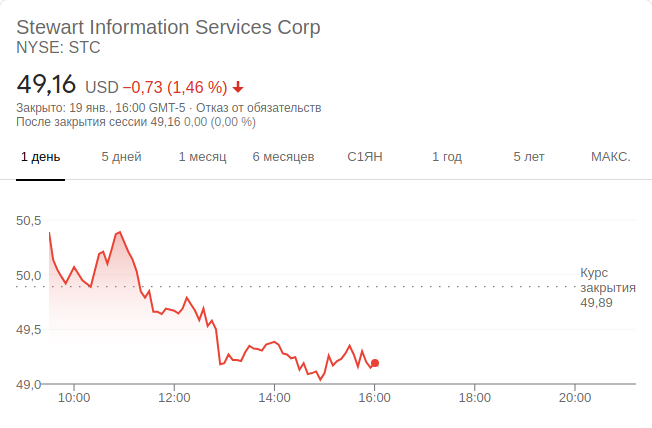 Stewart Information Services Corp
NYSE: STC
49,16 USD −0,73 (1,46 %)
Закрыто: 19 янв., 16:00 GMT-5 · Отказ от обязательств
После закрытия сессии 49,16 0,00 (0,00 %)
1 день 5 дней 1 месяц 6 месяцев С1ЯН 1 год 5 лет МАКС.
50,5
50,0
49,5
49,0
Курс
закрытия
49,89
10:00 12:00 14:00 16:00 18:00 20:00